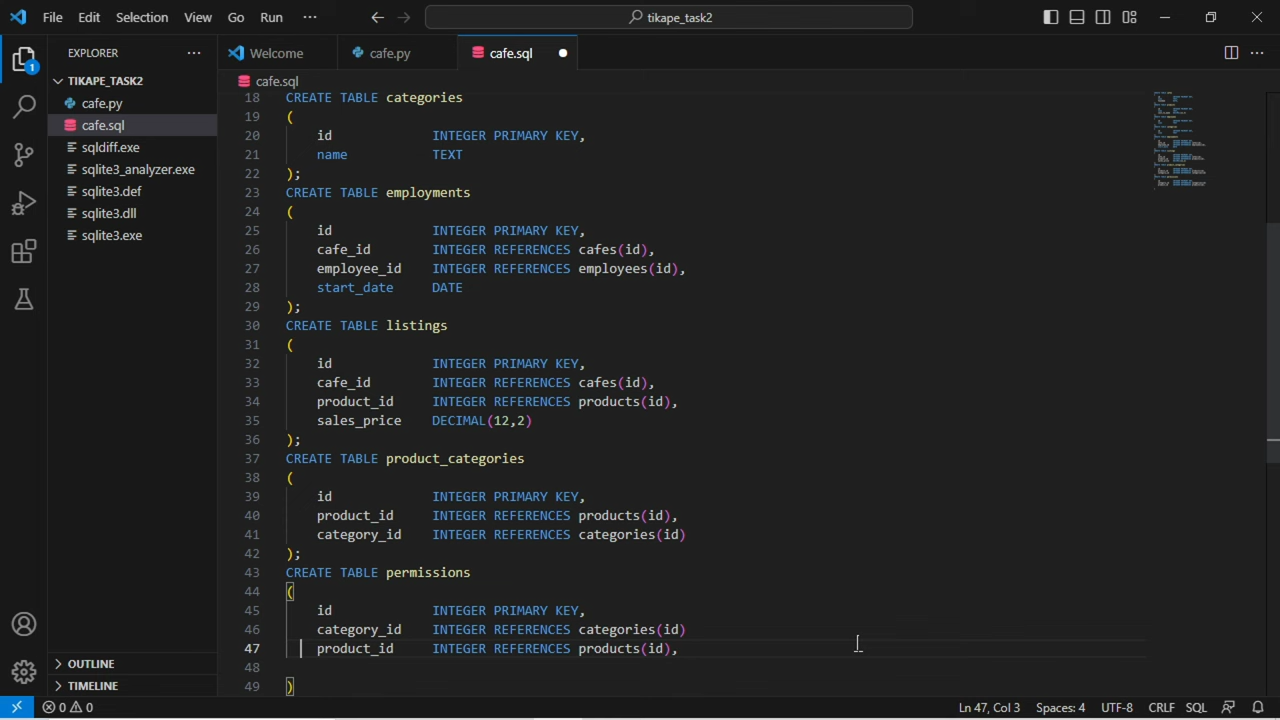 File Edit Selection View Go Run ··· tikape_task2
EXPLORER ···
TIKAPE_TASK2
cafe.py
cafe.sql
sqldiff.exe
sqlite3_analyzer.exe
sqlite3.def
sqlite3.dll
sqlite3.exe
OUTLINE
TIMELINE
1
Welcome cafe.py cafe.sql
cafe.sql
18 CREATE TABLE categories
19 (
20 id INTEGER PRIMARY KEY,
21 name TEXT
22 );
23 CREATE TABLE employments
24 (
25 id INTEGER PRIMARY KEY,
26 cafe_id INTEGER REFERENCES cafes(id),
27 employee_id INTEGER REFERENCES employees(id),
28 start_date DATE
29 );
30 CREATE TABLE listings
31 (
32 id INTEGER PRIMARY KEY,
33 cafe_id INTEGER REFERENCES cafes(id),
34 product_id INTEGER REFERENCES products(id),
35 sales_price DECIMAL(12,2)
36 );
37 CREATE TABLE product_categories
38 (
39 id INTEGER PRIMARY KEY,
40 product_id INTEGER REFERENCES products(id),
41 category_id INTEGER REFERENCES categories(id)
42 );
43 CREATE TABLE permissions
44 (
45 id INTEGER PRIMARY KEY,
46 category_id INTEGER REFERENCES categories(id)
47 product_id INTEGER REFERENCES products(id),
48
49 )
0 0 Ln 47, Col 3 Spaces: 4 UTF-8 CRLF SQL